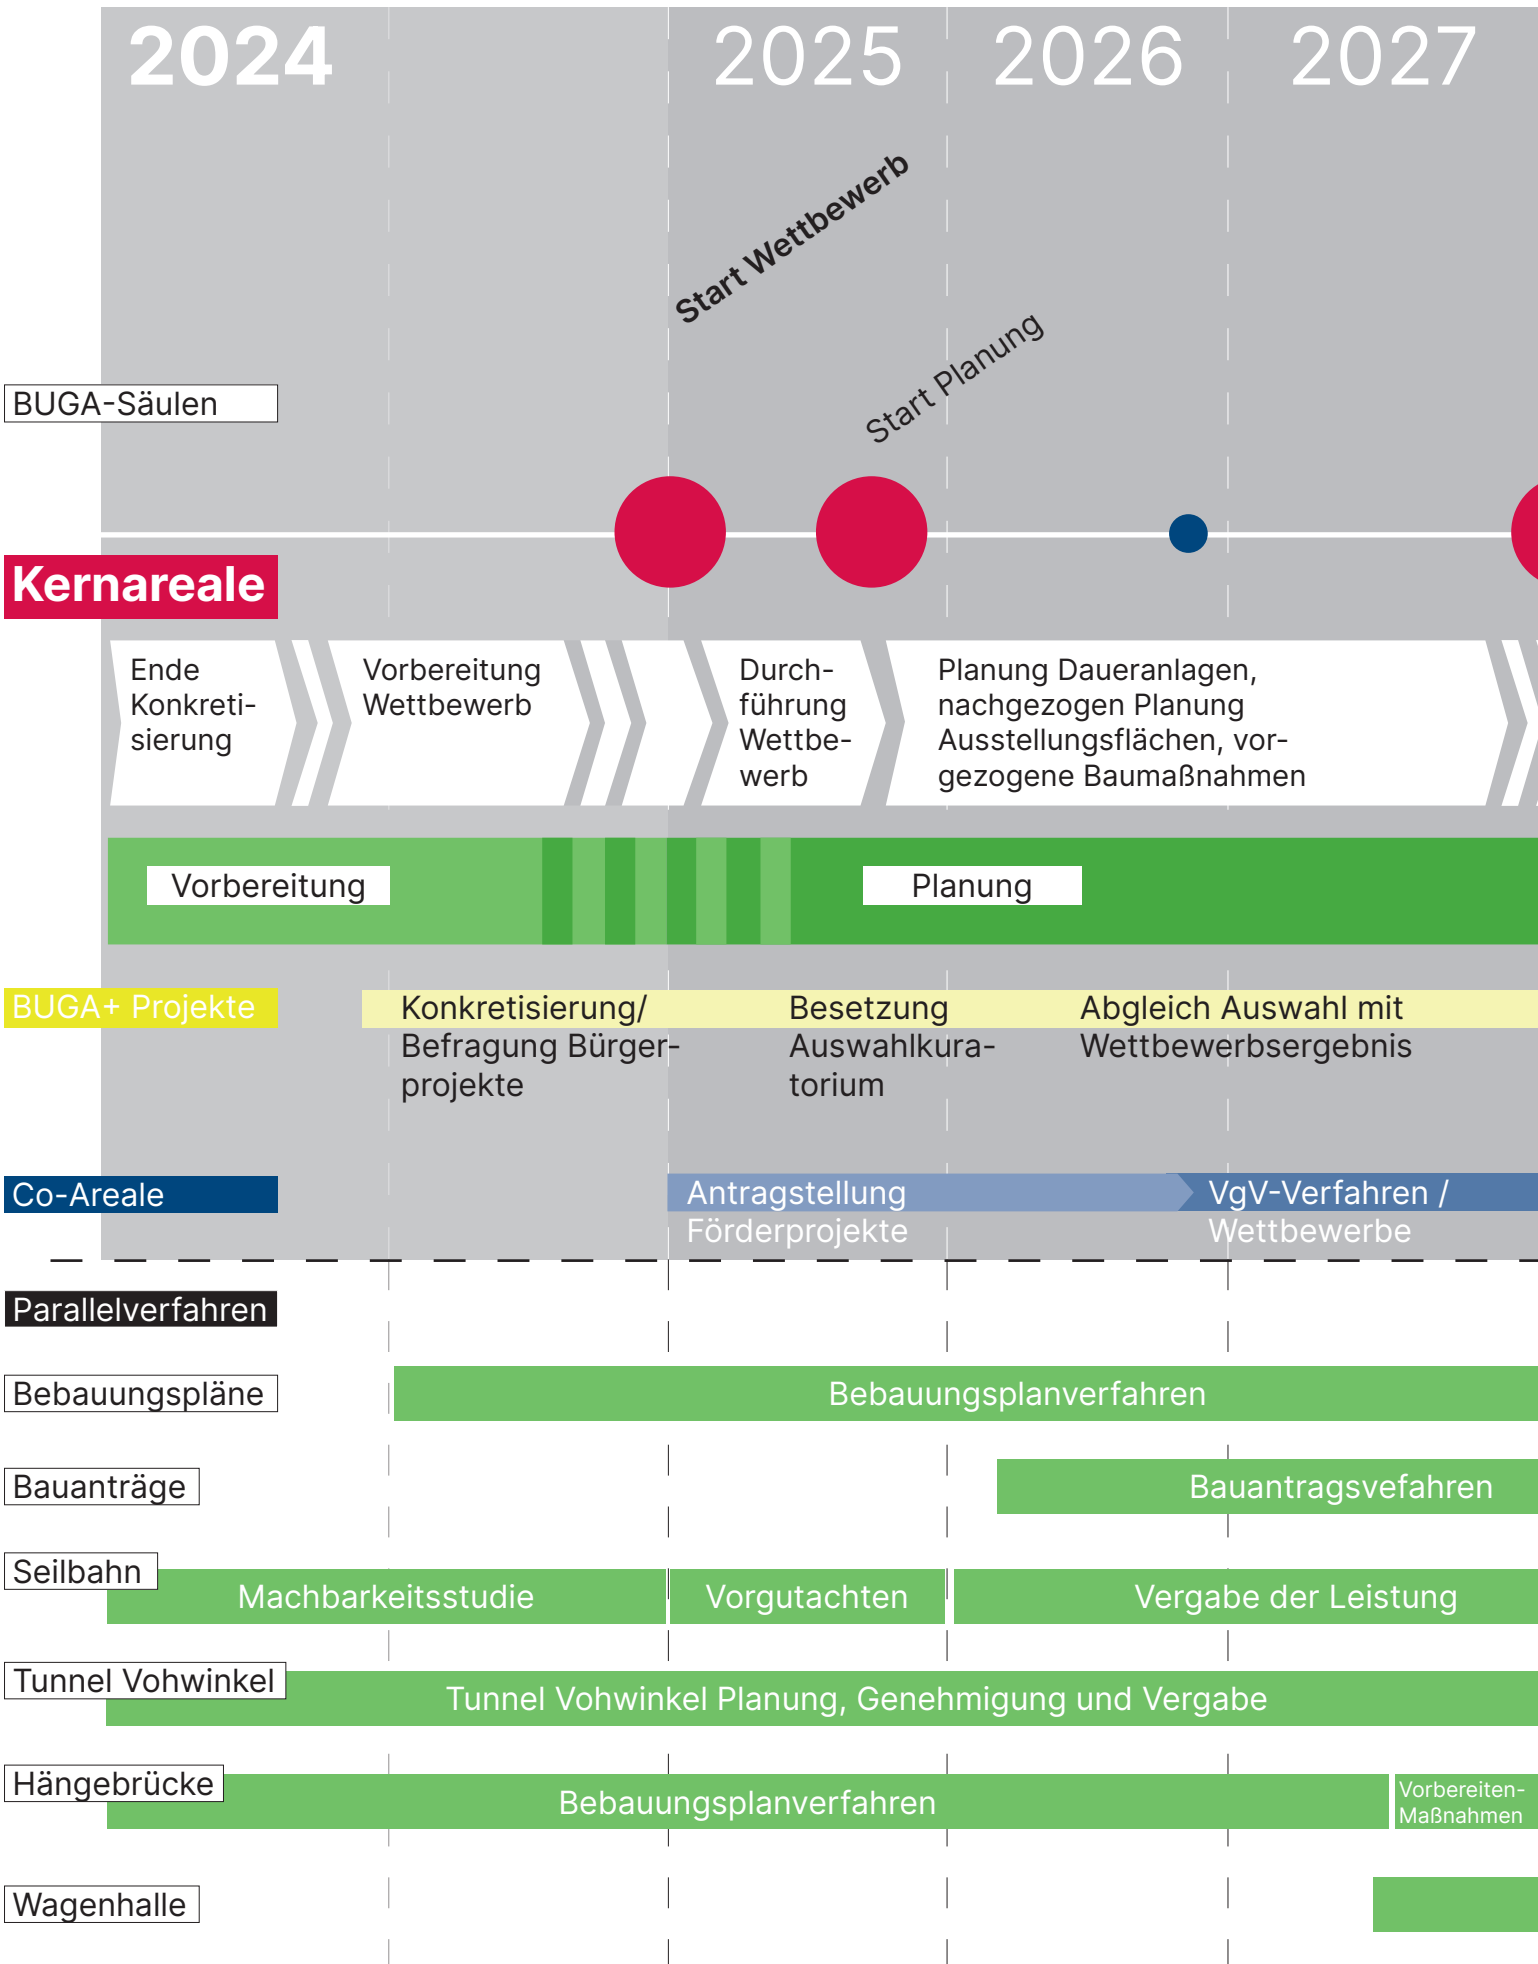 2024
2025
2026
2027
Start Wettbewerb
Start Planung
BUGA-Säulen
Kernareale
Ende
Konkreti-
sierung
Vorbereitung
Wettbewerb
Durch-
führung
Wettbe-
werb
Planung Daueranlagen,
nachgezogen Planung
Ausstellungsflächen, vor-
gezogene Baumaßnahmen
Vorbereitung
Planung
BUGA+ Projekte
Konkretisierung/
Befragung Bürger-
projekte
Besetzung
Auswahlkura-
torium
Abgleich Auswahl mit
Wettbewerbsergebnis
Co-Areale
Antragstellung
Förderprojekte
VgV-Verfahren /
Wettbewerbe
Parallelverfahren
Bebauungspläne
Bebauungsplanverfahren
Bauanträge
Bauantragsvefahren
Seilbahn
Machbarkeitsstudie
Vorgutachten
Vergabe der Leistung
Tunnel Vohwinkel
Tunnel Vohwinkel Planung, Genehmigung und Vergabe
Hängebrücke
Bebauungsplanverfahren
Vorbereiten-
Maßnahmen
Wagenhalle